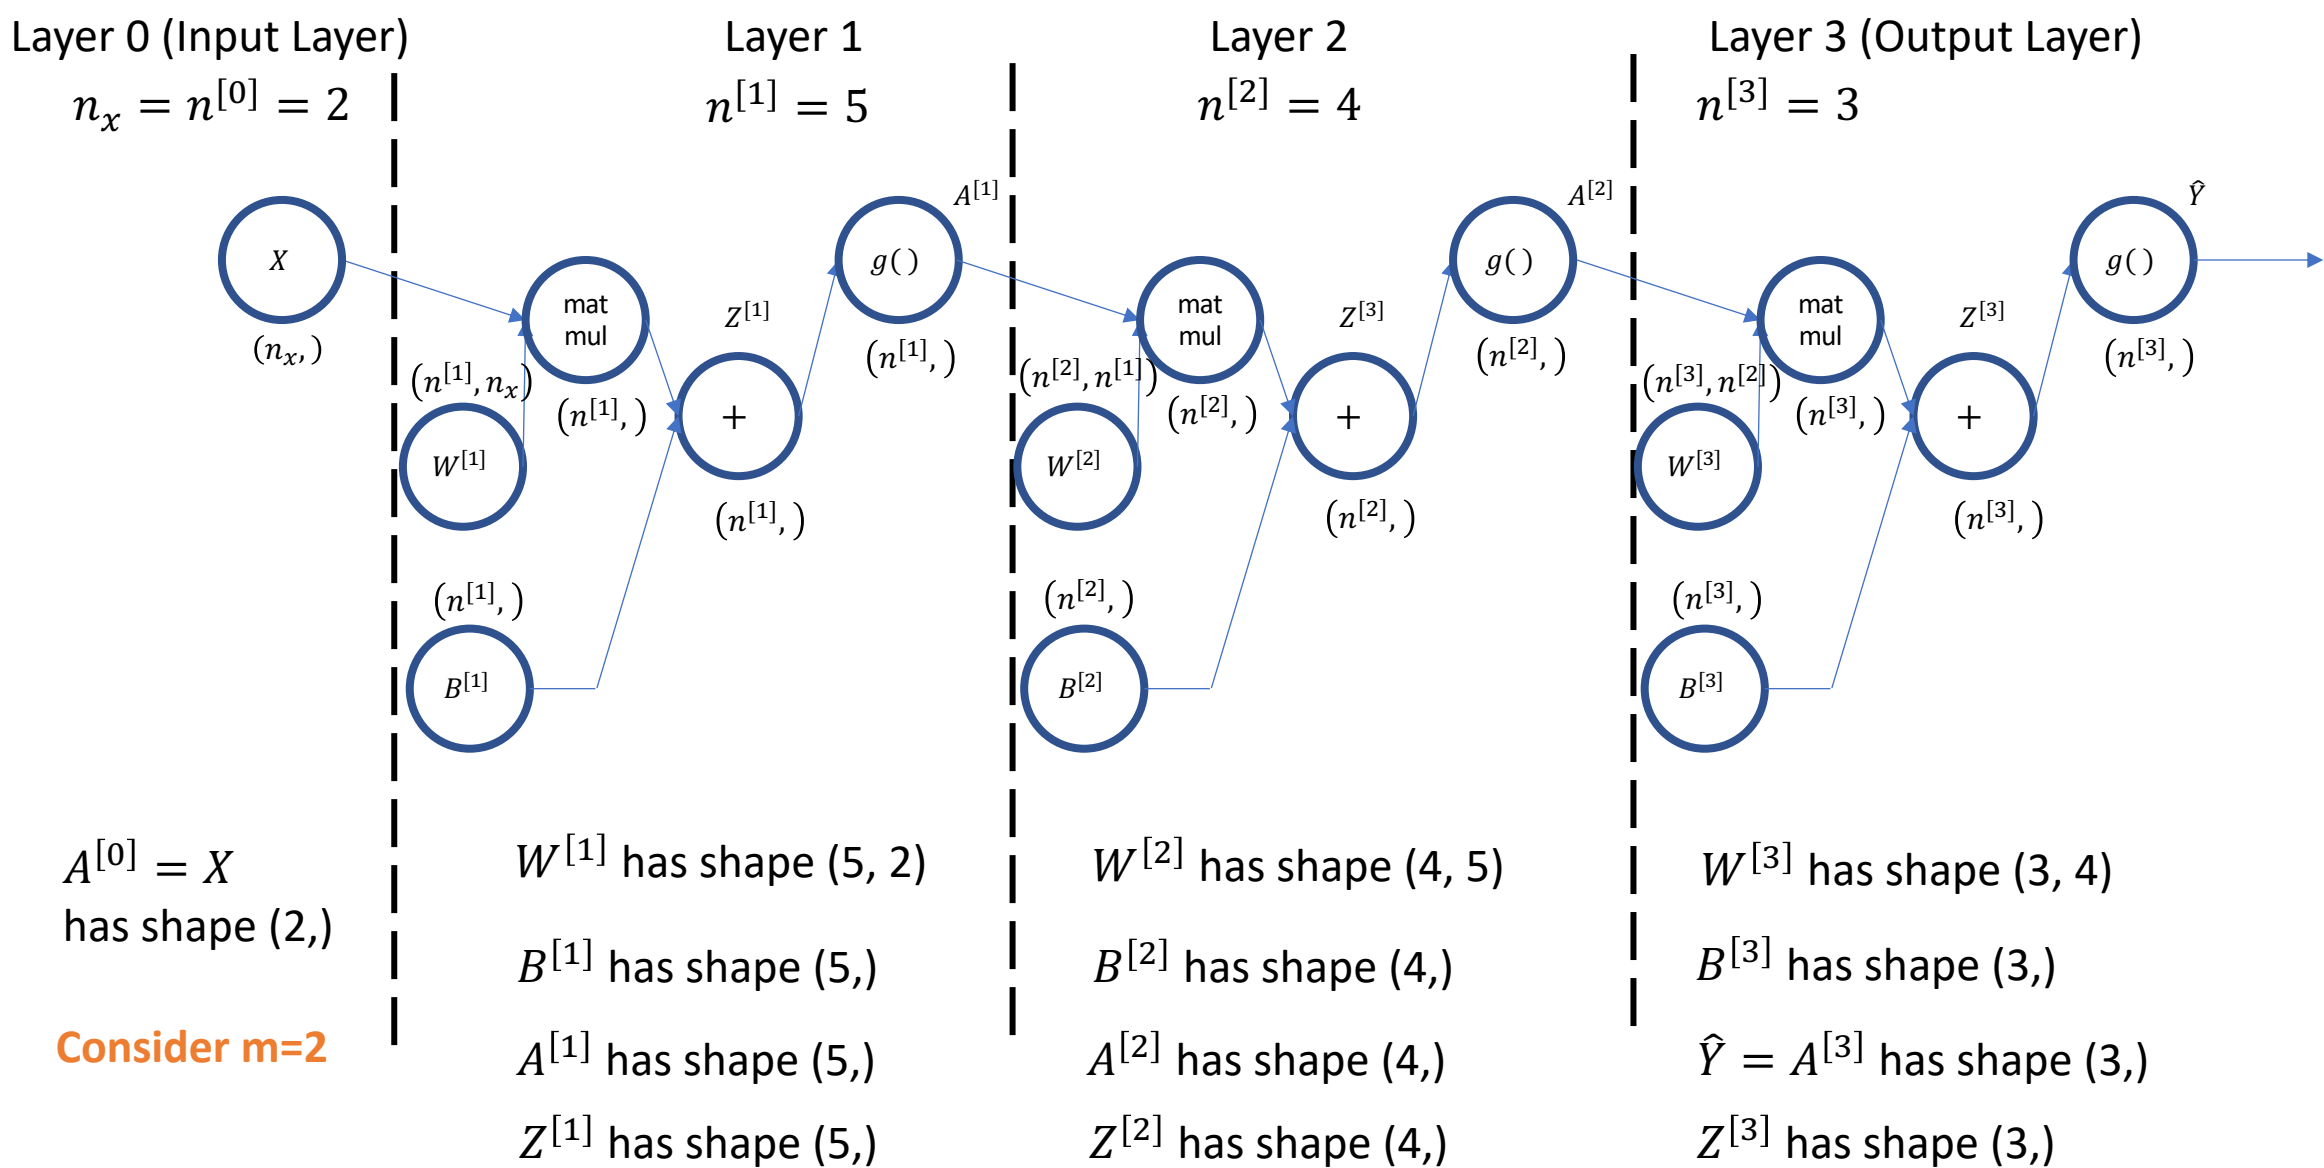 Layer 0 (Input Layer)
Layer 1
Layer 2
Layer 3 (Output Layer)
n_x = n^{[0]} = 2
n^{[1]} = 5
n^{[2]} = 4
n^{[3]} = 3
X
(n_x, )
(n^{[1]}, n_x)
W^{[1]}
mat
mul
(n^{[1]}, )
Z^{[1]}
+
(n^{[1]}, )
g( )
A^{[1]}
(n^{[1]}, )
(n^{[1]}, )
B^{[1]}
(n^{[2]}, n^{[1]})
W^{[2]}
mat
mul
(n^{[2]}, )
Z^{[3]}
+
(n^{[2]}, )
g( )
A^{[2]}
(n^{[2]}, )
(n^{[2]}, )
B^{[2]}
(n^{[3]}, n^{[2]})
W^{[3]}
mat
mul
(n^{[3]}, )
Z^{[3]}
+
(n^{[3]}, )
g( )
Ŷ
(n^{[3]}, )
(n^{[3]}, )
B^{[3]}
A^{[0]} = X
has shape (2,)
Consider m=2
W^{[1]} has shape (5, 2)
B^{[1]} has shape (5,)
A^{[1]} has shape (5,)
Z^{[1]} has shape (5,)
W^{[2]} has shape (4, 5)
B^{[2]} has shape (4,)
A^{[2]} has shape (4,)
Z^{[2]} has shape (4,)
W^{[3]} has shape (3, 4)
B^{[3]} has shape (3,)
Ŷ = A^{[3]} has shape (3,)
Z^{[3]} has shape (3,)